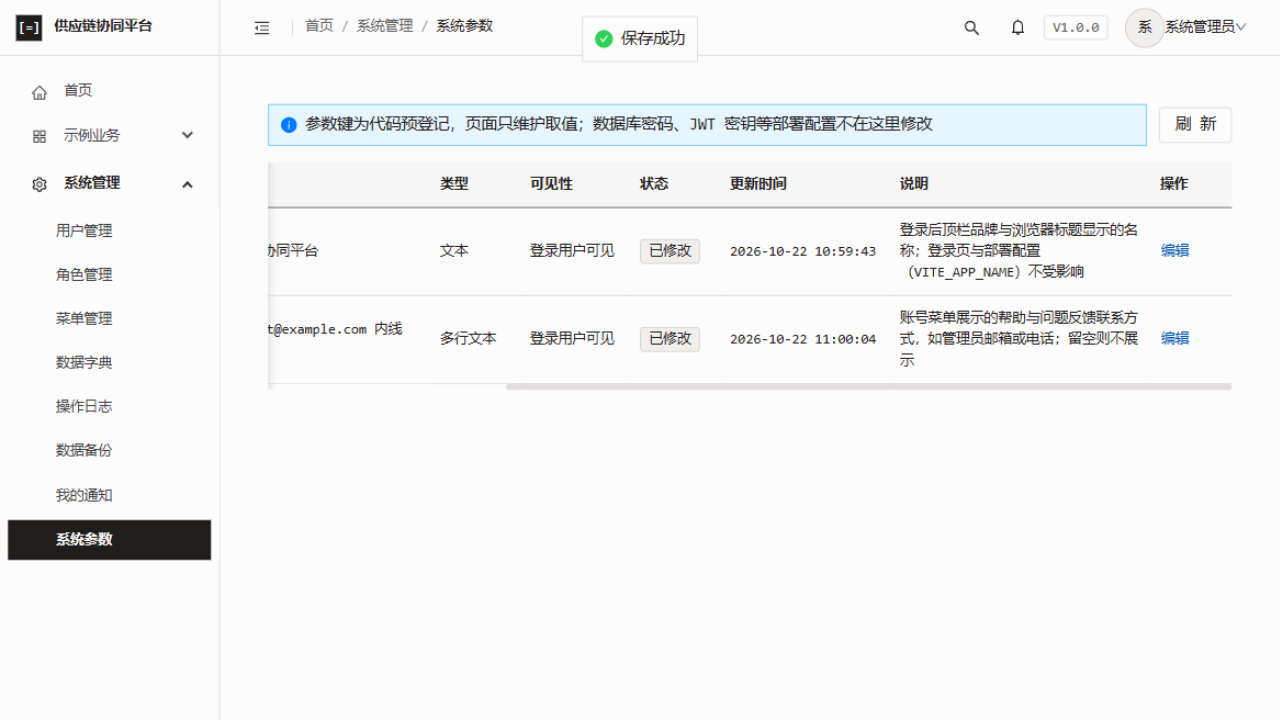 [=] 供应链协同平台
首页 / 系统管理 / 系统参数
保存成功
V1.0.0
系 系统管理员
首页
示例业务
系统管理
用户管理
角色管理
菜单管理
数据字典
操作日志
数据备份
我的通知
系统参数
参数键为代码预登记，页面只维护取值；数据库密码、JWT 密钥等部署配置不在这里修改
刷 新
类型 可见性 状态 更新时间 说明 操作
协同平台 文本 登录用户可见 已修改 2026-10-22 10:59:43
登录后顶栏品牌与浏览器标题显示的名
称；登录页与部署配置
（VITE_APP_NAME）不受影响
编辑
t@example.com 内线
多行文本 登录用户可见 已修改 2026-10-22 11:00:04
账号菜单展示的帮助与问题反馈联系方
式，如管理员邮箱或电话；留空则不展
示
编辑